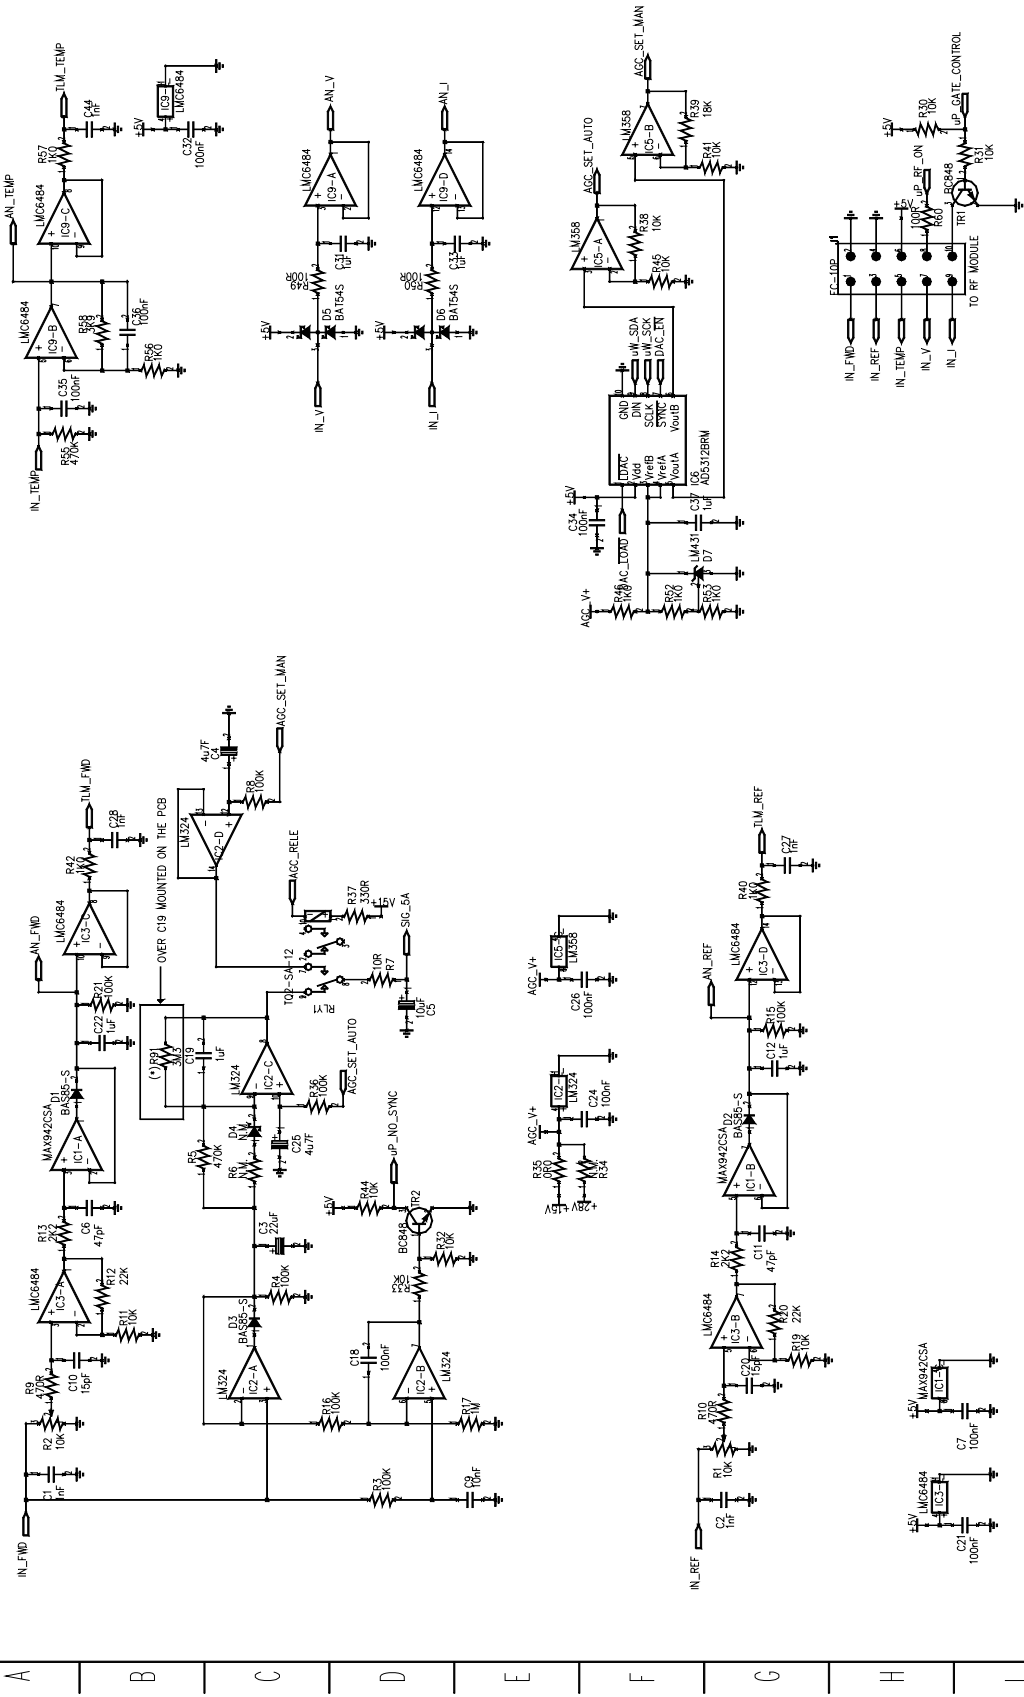 IN_TEMP
R55
470K
C35
100nF
LMC6484
IC9-B
R58
3K9
C36
100nF
R56
1K0
AN_TEMP
LMC6484
IC9-C
R57
1K0
TLM_TEMP
C44
1nF
+5V
IC9-
LMC6484
C32
100nF
IN_V
+5V
D5
BAT54S
R49
100R
C31
1uF
LMC6484
IC9-A
AN_V
IN_I
+5V
D6
BAT54S
R50
100R
C33
1uF
LMC6484
IC9-D
AN_I
AGC_V+
R46
1K0
R52
1K0
R53
1K0
LM431
D7
C37
1uF
C34
100nF
+5V
DAC_LOAD
LDAC
Vdd
VrefB
VrefA
VoutA
GND
DIN
SCLK
SYNC
VoutB
IC6
AD5312BRM
uW_SDA
uW_SCK
DAC_EN
LM358
IC5-A
AGC_SET_AUTO
R38
10K
R45
10K
LM358
IC5-B
AGC_SET_MAN
R39
18K
R41
10K
IN_FWD
IN_REF
IN_TEMP
IN_V
IN_I
FC-10P
J1
TO RF MODULE
+5V
100R
R60
uP_RF_ON
BC848
TR1
R31
10K
R30
10K
+5V
uP_GATE_CONTROL
IN_FWD
C1
1nF
R2
10K
R9
470R
C10
15pF
LMC6484
IC3-A
R12
22K
R11
10K
R13
2K2
C6
47pF
MAX942CSA
IC1-A
D1
BAS85-S
C22
1uF
R21
100K
AN_FWD
LMC6484
IC3-C
R42
1K0
TLM_FWD
C28
1nF
OVER C19 MOUNTED ON THE PCB
(*)R91
3M3
C19
1uF
R5
470K
R6
N.M.
D4
N.M.
C25
4u7F
LM324
IC2-C
R36
100K
AGC_SET_AUTO
LM324
IC2-D
4u7F
C4
R8
100K
AGC_SET_MAN
AGC_RELE
TQ2-SA-12
RLY1
R37
330R
+15V
10R
R7
SIG_5A
10uF
C5
LM324
IC2-A
D3
BAS85-S
R4
100K
C3
22uF
R16
100K
C18
100nF
IC2-B
LM324
R17
1M
R3
100K
C9
10nF
R33
10K
R32
10K
BC848
TR2
R44
10K
+5V
uP_NO_SYNC
AGC_V+
R35
0R0
+15V
N.M.
R34
+28V
IC2-
LM324
C24
100nF
AGC_V+
IC5-
LM358
C26
100nF
IN_REF
C2
1nF
R1
10K
R10
470R
C20
15pF
LMC6484
IC3-B
R20
22K
R19
10K
R14
2K2
C11
47pF
MAX942CSA
IC1-B
D2
BAS85-S
C12
1uF
R15
100K
AN_REF
LMC6484
IC3-D
R40
1K0
TLM_REF
C27
1nF
+5V
LMC6484
IC3-
C21
100nF
+5V
MAX942CSA
IC1-
C7
100nF
A
B
C
D
E
F
G
H